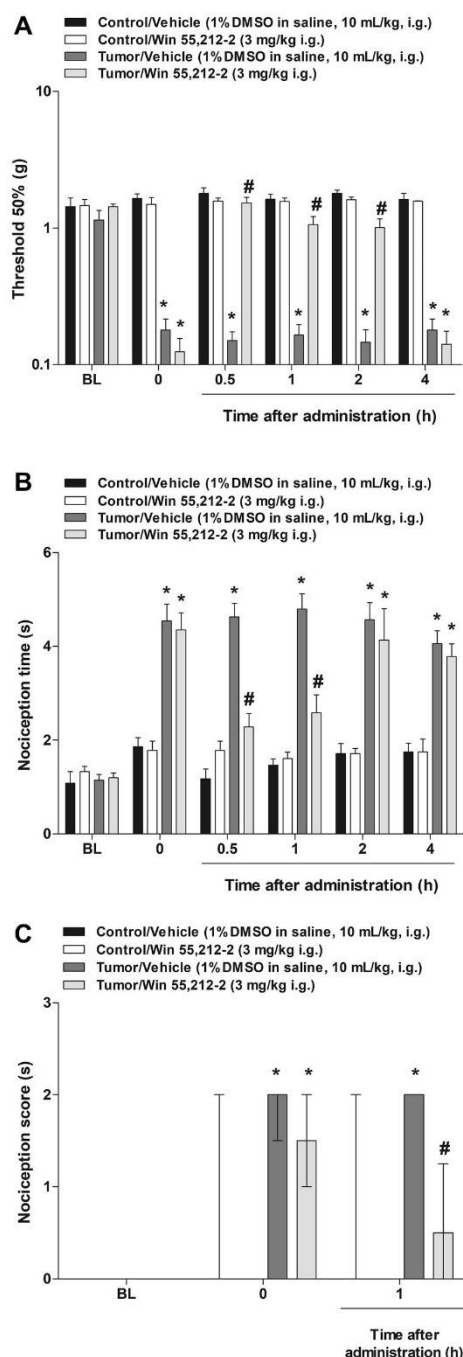 A
Control/Vehicle (1%DMSO in saline, 10 mL/kg, i.g.)
Control/Win 55,212-2 (3 mg/kg i.g.)
Tumor/Vehicle (1%DMSO in saline, 10 mL/kg, i.g.)
Tumor/Win 55,212-2 (3 mg/kg i.g.)
Threshold 50% (g)
10
1
0.1
* * * # * # * # * *
BL 0 0.5 1 2 4
Time after administration (h)
B
Control/Vehicle (1%DMSO in saline, 10 mL/kg, i.g.)
Control/Win 55,212-2 (3 mg/kg i.g.)
Tumor/Vehicle (1%DMSO in saline, 10 mL/kg, i.g.)
Tumor/Win 55,212-2 (3 mg/kg i.g.)
Nociception time (s)
6
4
2
0
* * * # * # * * * *
BL 0 0.5 1 2 4
Time after administration (h)
C
Control/Vehicle (1%DMSO in saline, 10 mL/kg, i.g.)
Control/Win 55,212-2 (3 mg/kg i.g.)
Tumor/Vehicle (1%DMSO in saline, 10 mL/kg, i.g.)
Tumor/Win 55,212-2 (3 mg/kg i.g.)
Nociception score (s)
3
2
1
0
* * * #
BL 0 1
Time after
administration (h)